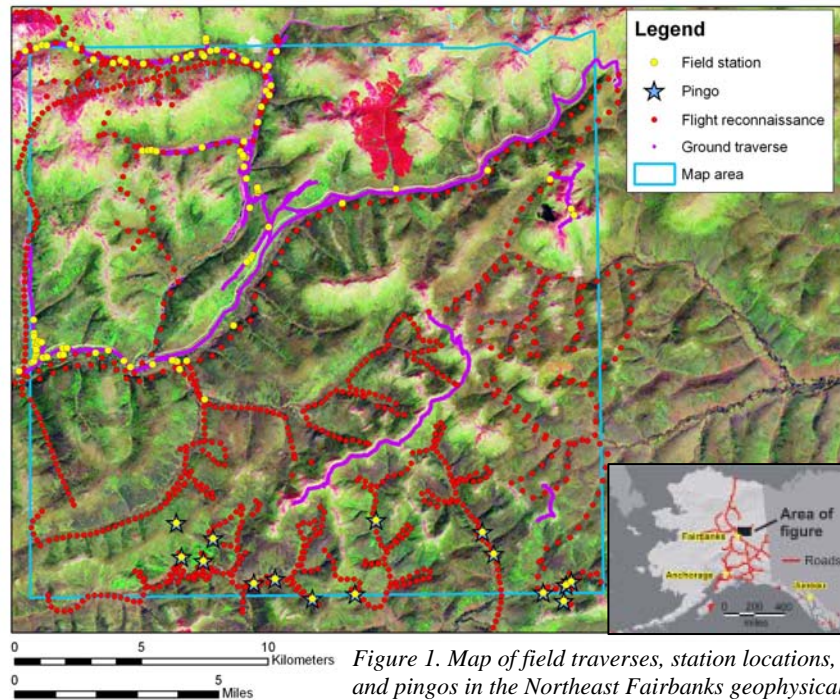 Legend
Field station
Pingo
Flight reconnaissance
Ground traverse
Map area
Area of
figure
Fairbanks
Roads
Anchorage
Juneau
0 200 400
miles
0 5 10
Kilometers
0 5
Miles
Figure 1. Map of field traverses, station locations,
and pingos in the Northeast Fairbanks geophysical